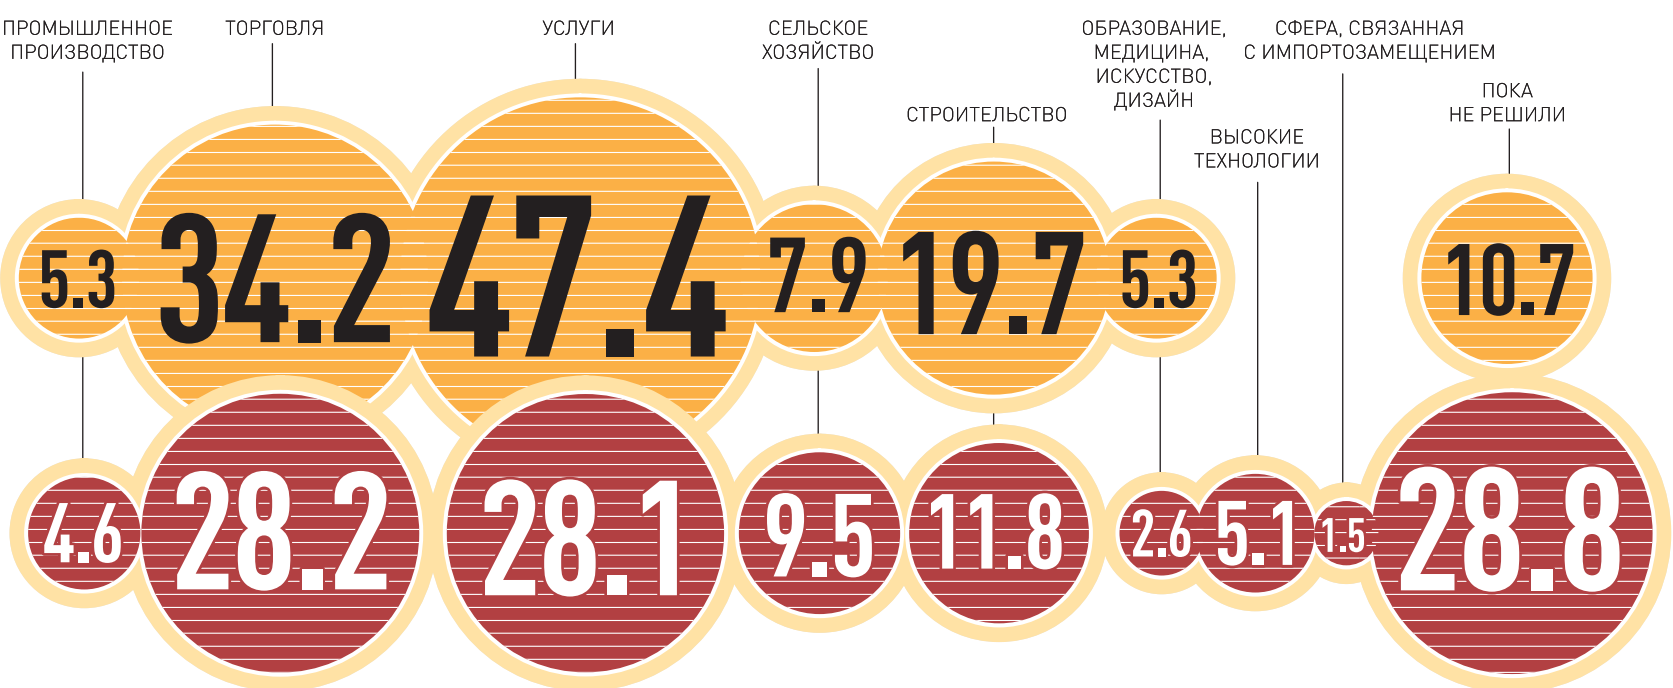 ПРОМЫШЛЕННОЕ
ПРОИЗВОДСТВО
ТОРГОВЛЯ
УСЛУГИ
СЕЛЬСКОЕ
ХОЗЯЙСТВО
СТРОИТЕЛЬСТВО
ОБРАЗОВАНИЕ,
МЕДИЦИНА,
ИСКУССТВО,
ДИЗАЙН
ВЫСОКИЕ
ТЕХНОЛОГИИ
СФЕРА, СВЯЗАННАЯ
С ИМПОРТОЗАМЕЩЕНИЕМ
ПОКА
НЕ РЕШИЛИ
5.3
34.2
47.4
7.9
19.7
5.3
10.7
4.6
28.2
28.1
9.5
11.8
2.6
5.1
1.5
28.8